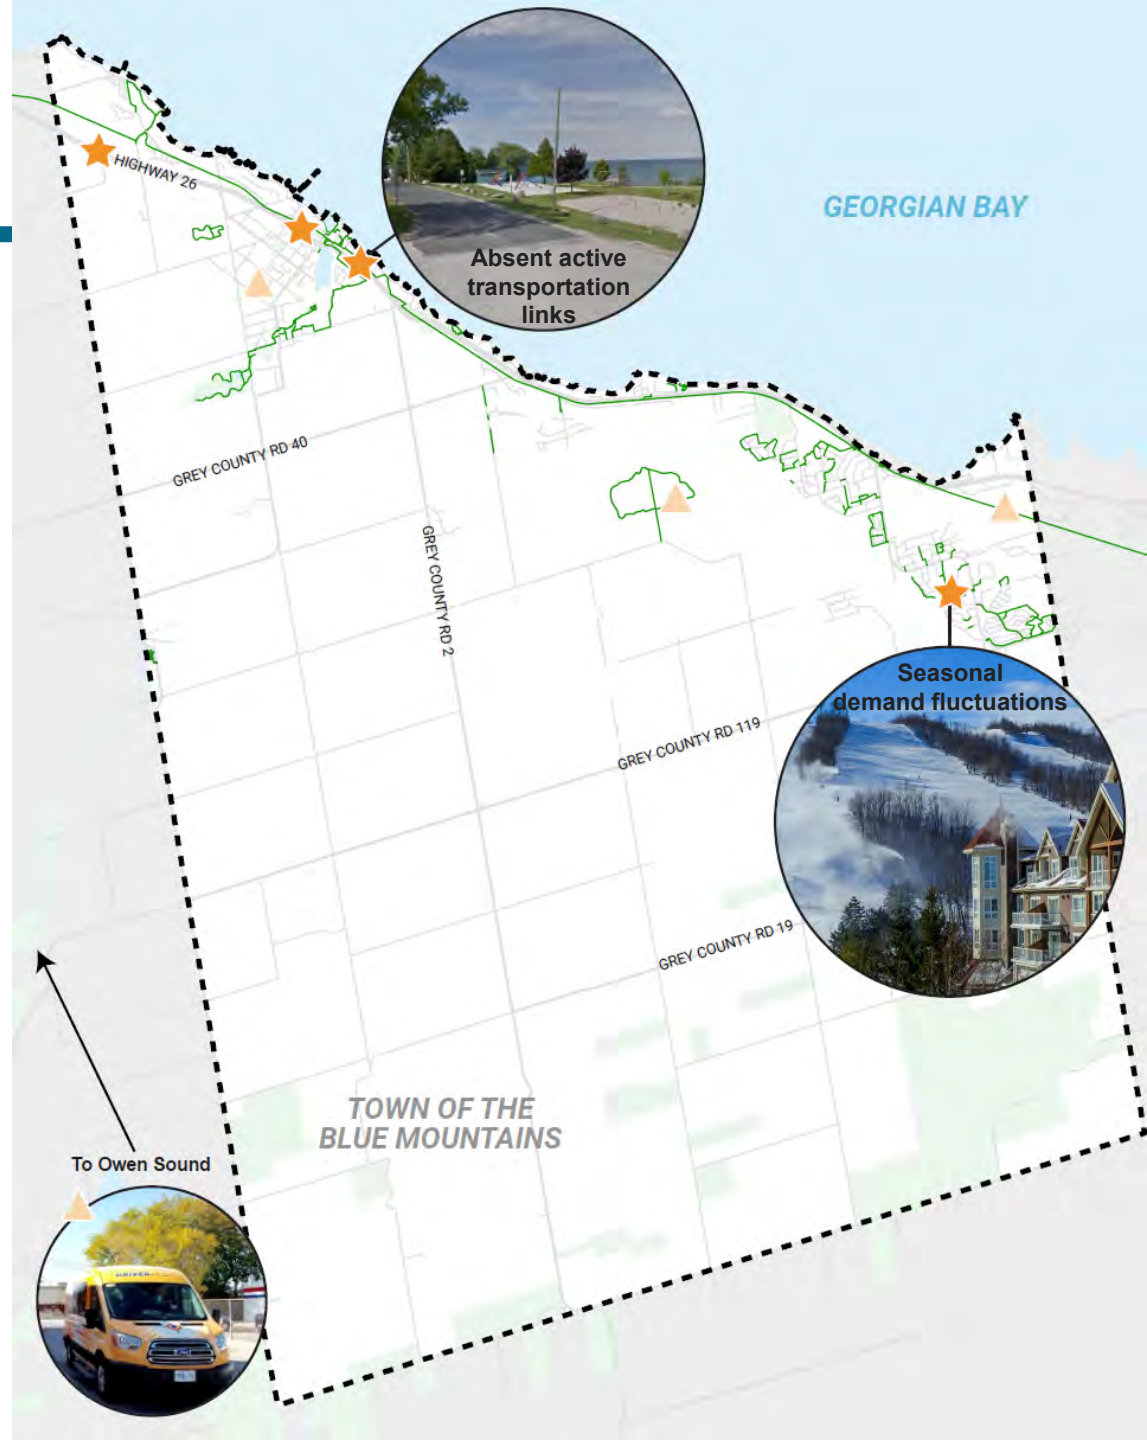 Absent active
transportation
links
GEORGIAN BAY
HIGHWAY 26
GREY COUNTY RD 40
GREY COUNTY RD 2
Seasonal
demand fluctuations
GREY COUNTY RD 119
GREY COUNTY RD 19
TOWN OF THE
BLUE MOUNTAINS
To Owen Sound